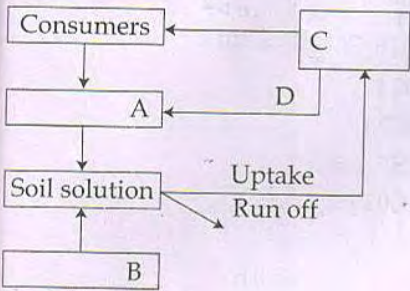 Consumers
C
A
D
Soil solution
Uptake
Run off
B